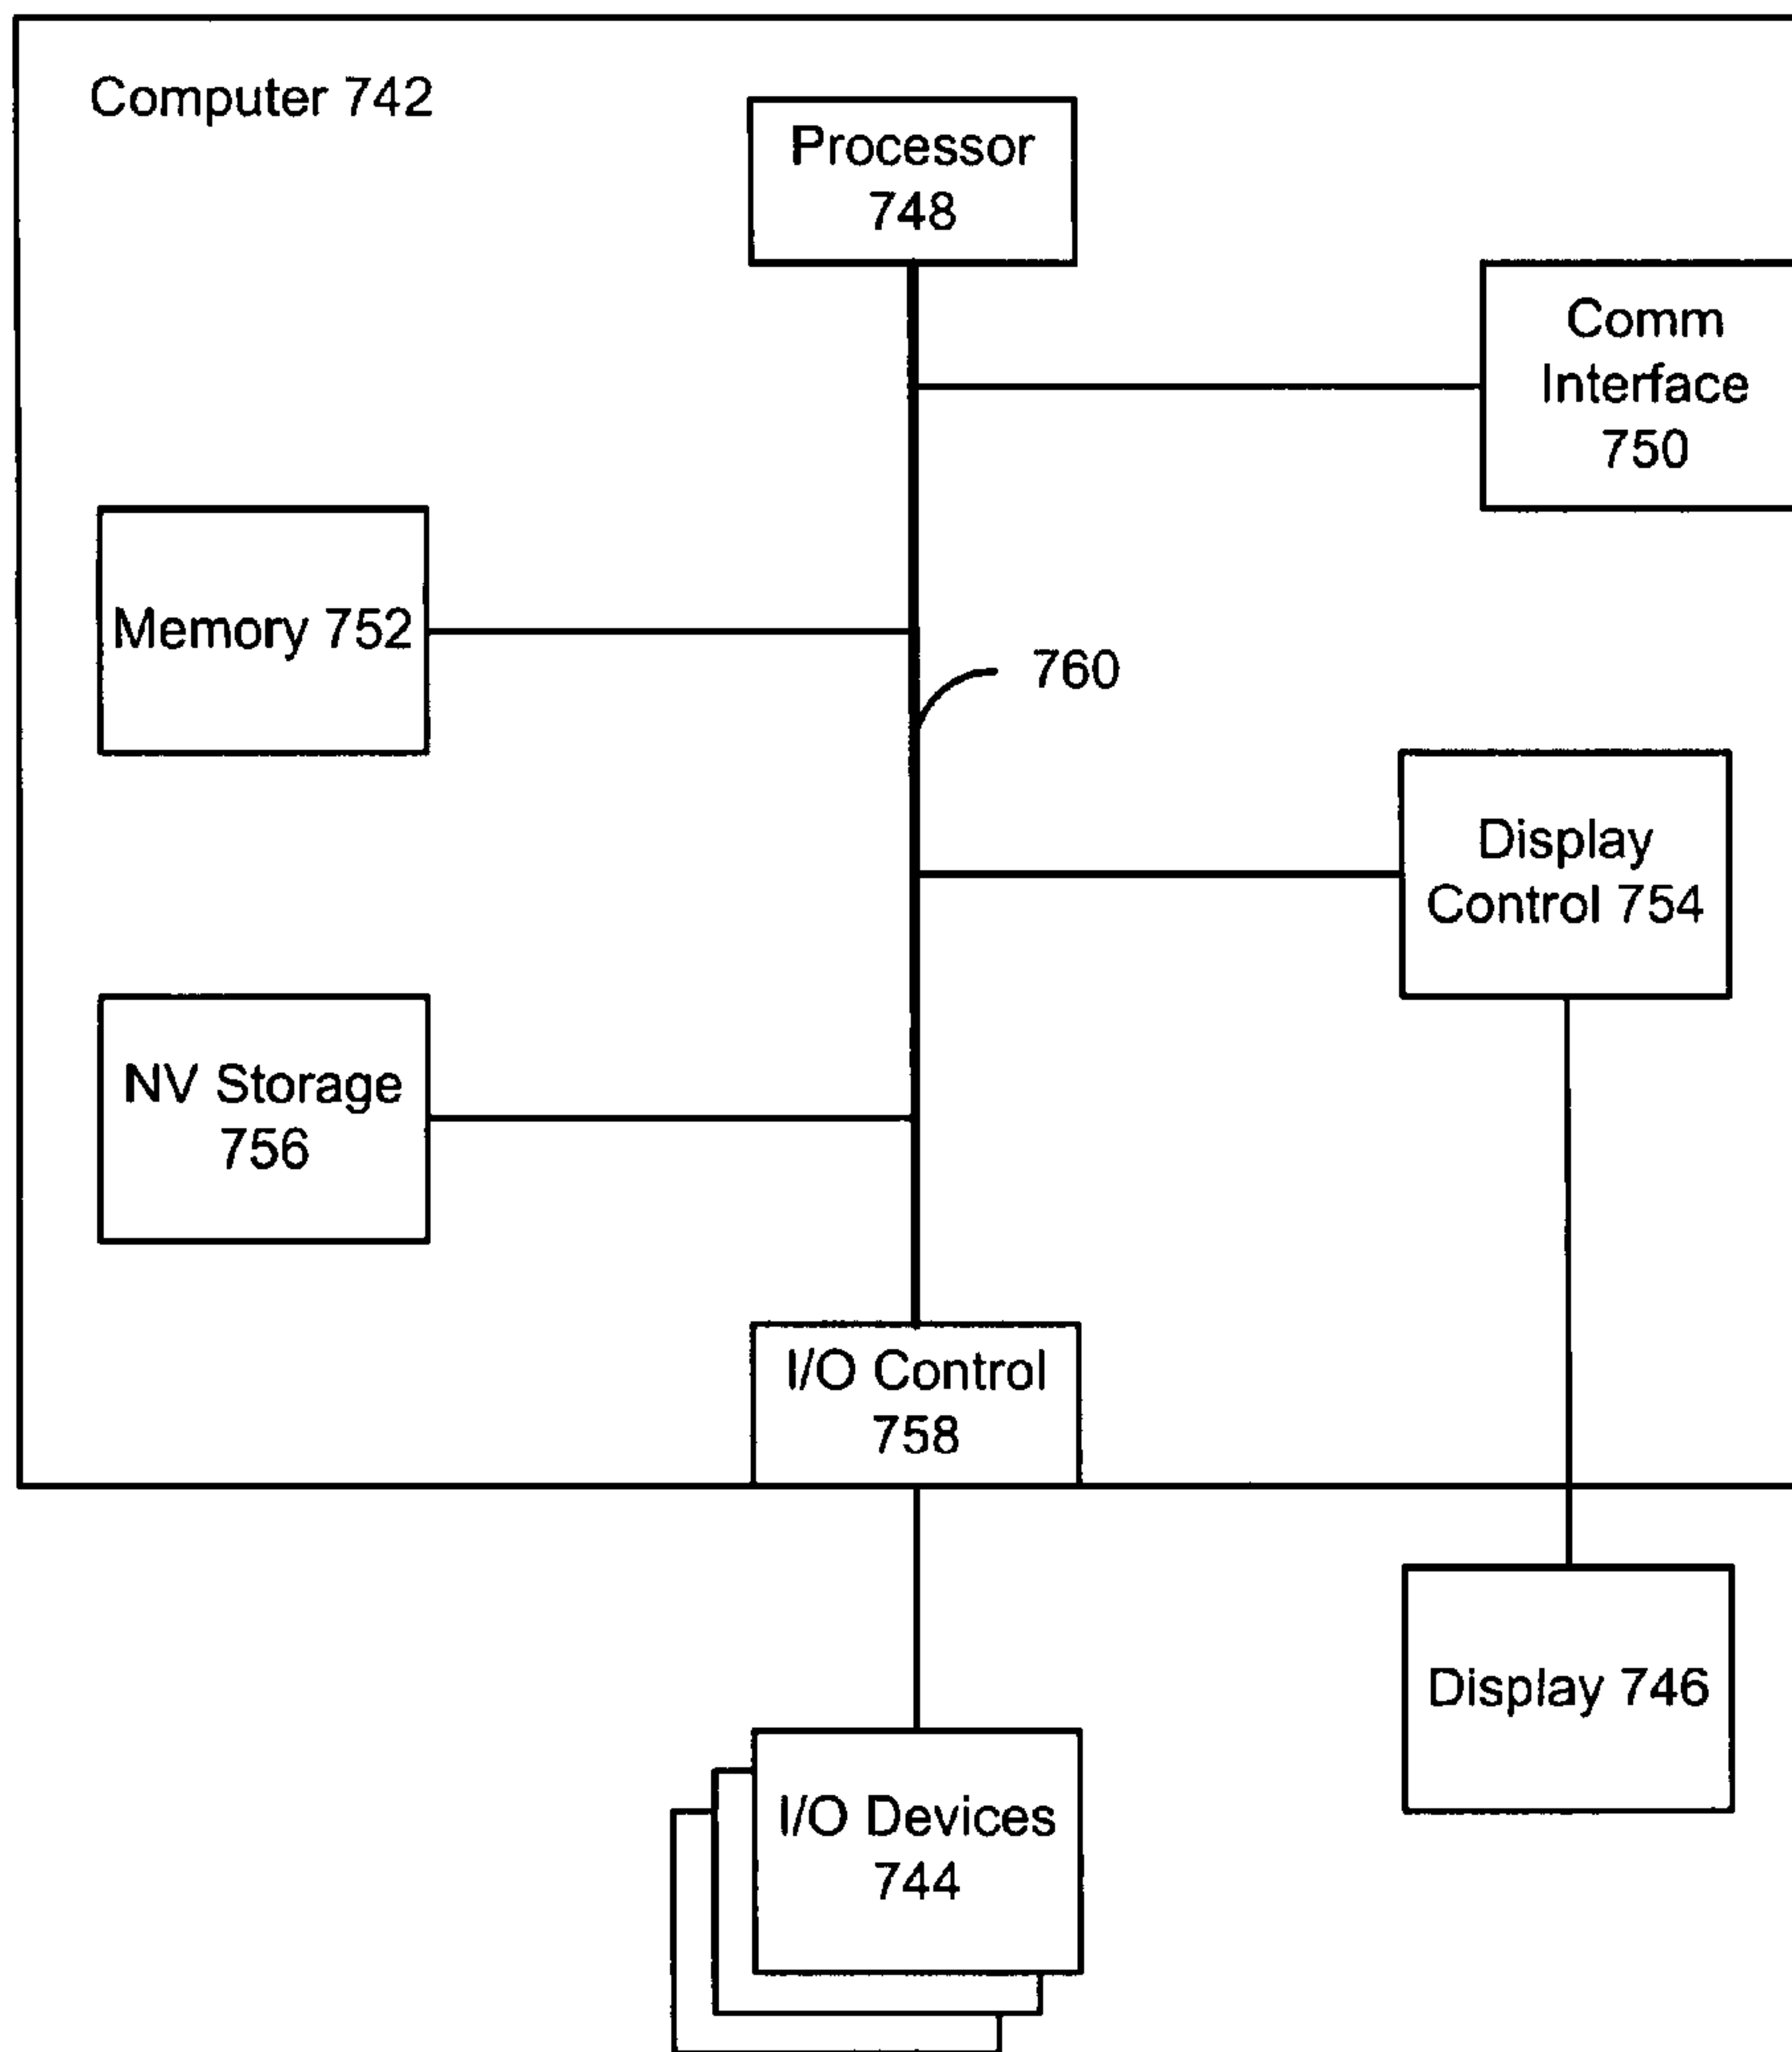 Computer 742
Processor
748
Comm
Interface
750
Memory 752
760
Display
Control 754
NV Storage
756
I/O Control
758
Display 746
I/O Devices
744